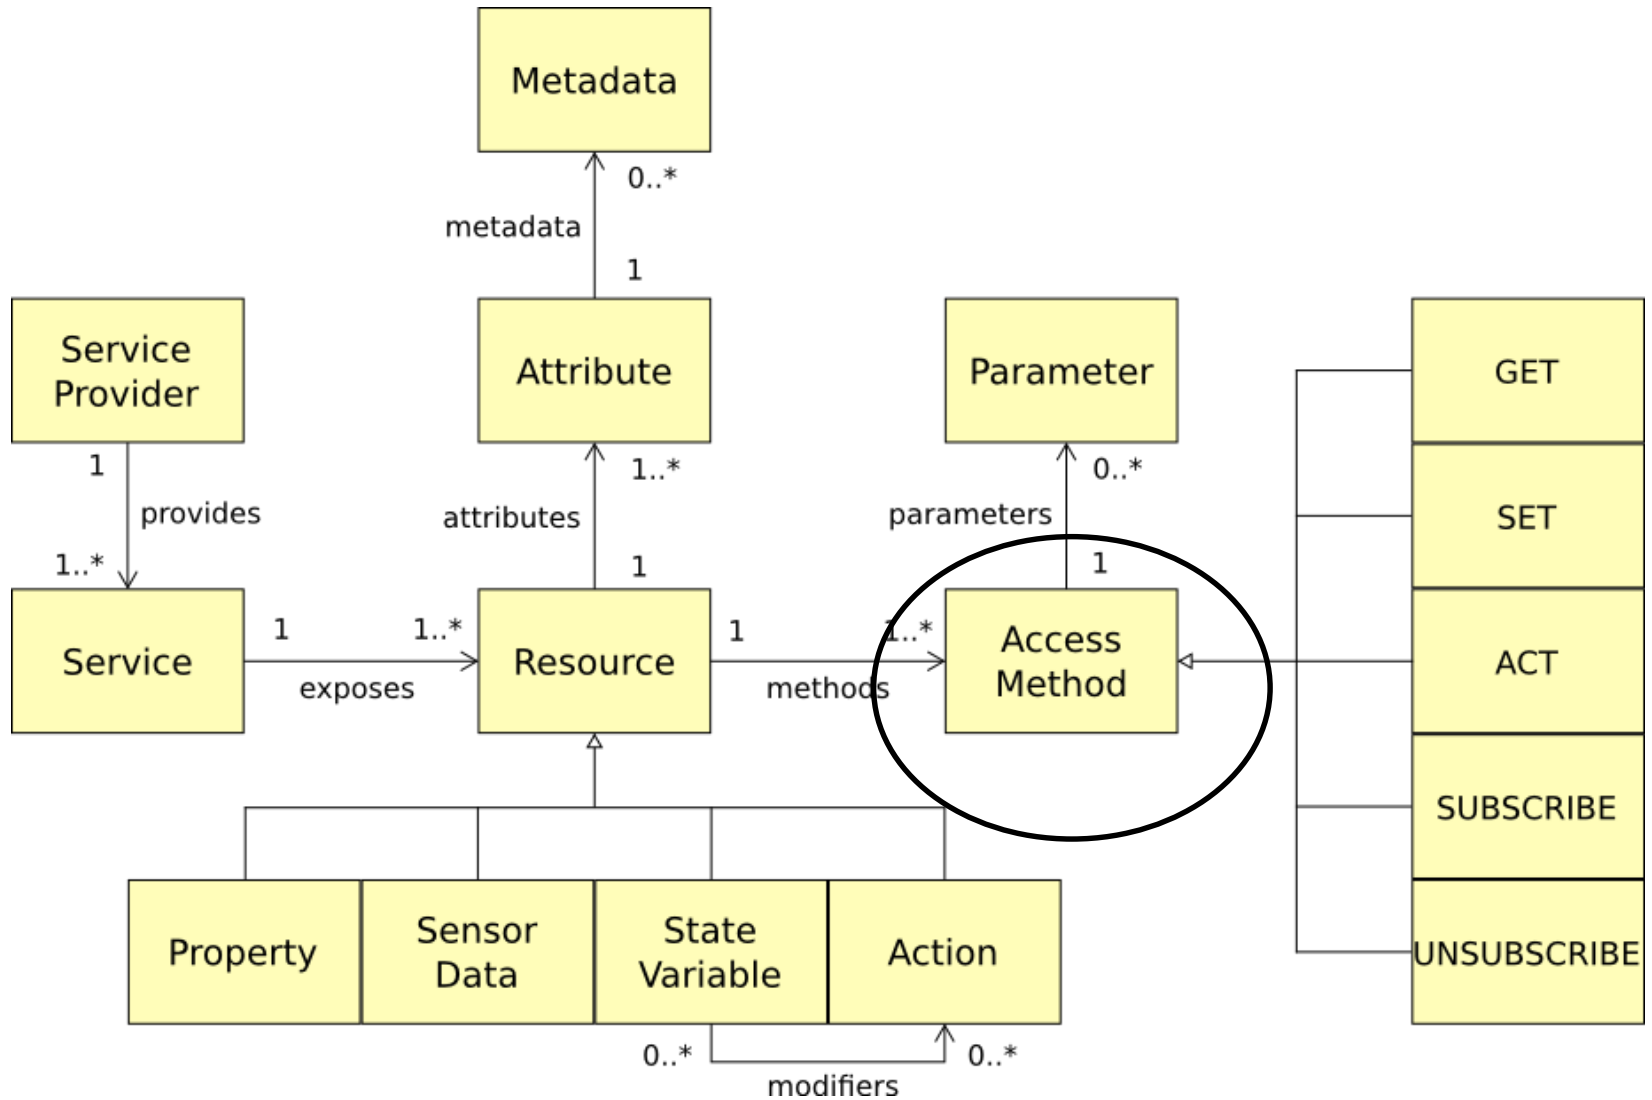 Metadata
0..*
metadata
1
Service
Provider
Attribute
Parameter
GET
1
provides
1..*
1..*
attributes
1
0..*
parameters
1
SET
Service
1
1..*
exposes
Resource
1
1..*
methods
Access
Method
ACT
SUBSCRIBE
Property
Sensor
Data
State
Variable
Action
UNSUBSCRIBE
0..*
0..*
modifiers